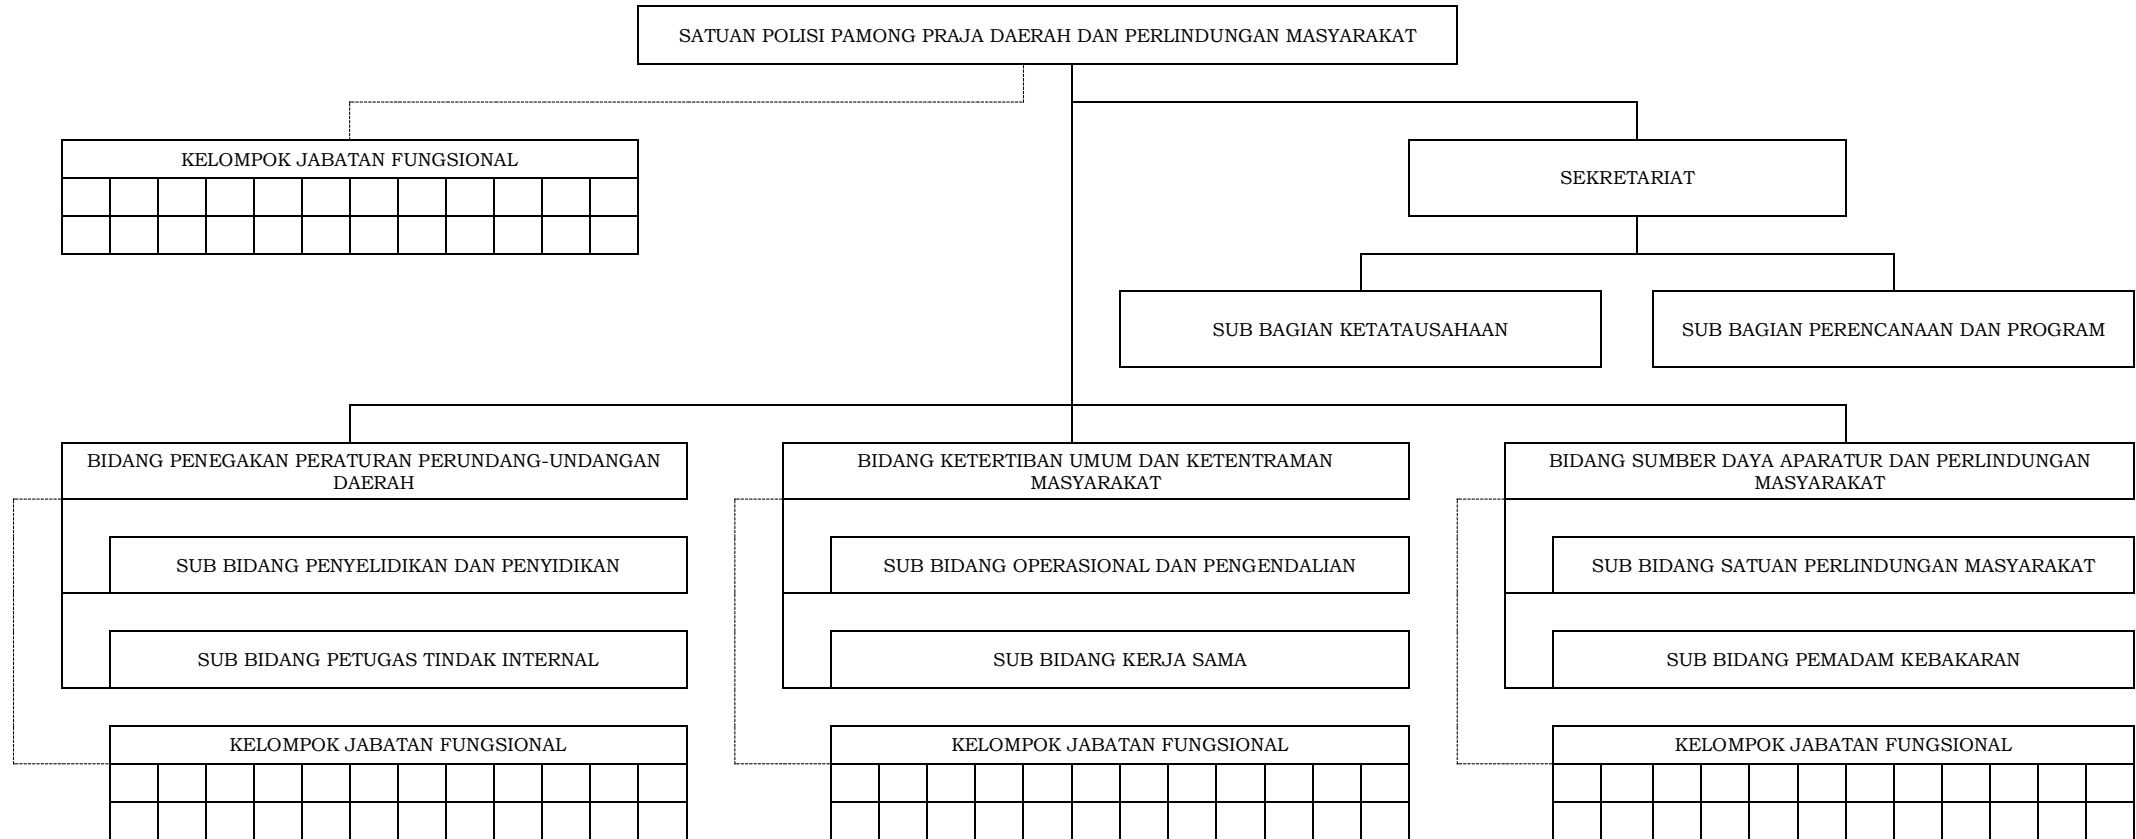 SATUAN POLISI PAMONG PRAJA DAERAH DAN PERLINDUNGAN MASYARAKAT
KELOMPOK JABATAN FUNGSIONAL
SEKRETARIAT
SUB BAGIAN KETATAUSAHAAN
SUB BAGIAN PERENCANAAN DAN PROGRAM
BIDANG PENEGAKAN PERATURAN PERUNDANG-UNDANGAN
DAERAH
BIDANG KETERTIBAN UMUM DAN KETENTRAMAN
MASYARAKAT
BIDANG SUMBER DAYA APARATUR DAN PERLINDUNGAN
MASYARAKAT
SUB BIDANG PENYELIDIKAN DAN PENYIDIKAN
SUB BIDANG OPERASIONAL DAN PENGENDALIAN
SUB BIDANG SATUAN PERLINDUNGAN MASYARAKAT
SUB BIDANG PETUGAS TINDAK INTERNAL
SUB BIDANG KERJA SAMA
SUB BIDANG PEMADAM KEBAKARAN
KELOMPOK JABATAN FUNGSIONAL
KELOMPOK JABATAN FUNGSIONAL
KELOMPOK JABATAN FUNGSIONAL